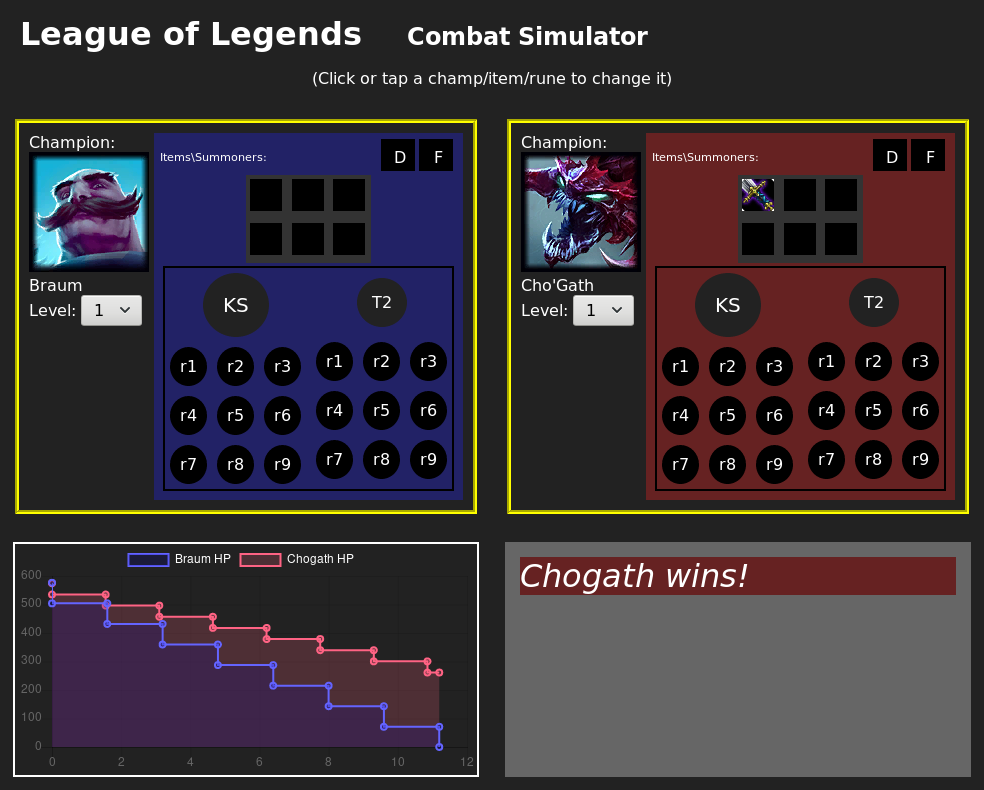 League of Legends Combat Simulator
(Click or tap a champ/item/rune to change it)
Champion:
Items\Summoners:
D F
Braum
Level: 1
KS T2
r1 r2 r3 r1 r2 r3
r4 r5 r6 r4 r5 r6
r7 r8 r9 r7 r8 r9
Champion:
Items\Summoners:
D F
Cho'Gath
Level: 1
KS T2
r1 r2 r3 r1 r2 r3
r4 r5 r6 r4 r5 r6
r7 r8 r9 r7 r8 r9
Braum HP Chogath HP
600
500
400
300
200
100
0
0 2 4 6 8 10 12
Chogath wins!